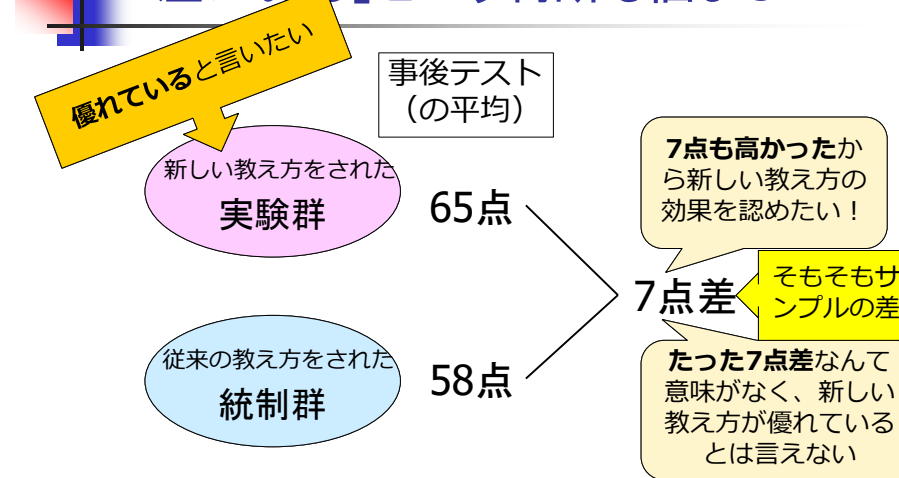 優れていると言いたい
事後テスト
（の平均）
新しい教え方をされた
実験群
65点
7点も高かったか
ら新しい教え方の
効果を認めたい！
7点差
そもそもサ
ンプルの差
従来の教え方をされた
統制群
58点
たった7点差なんて
意味がなく、新しい
教え方が優れている
とは言えない